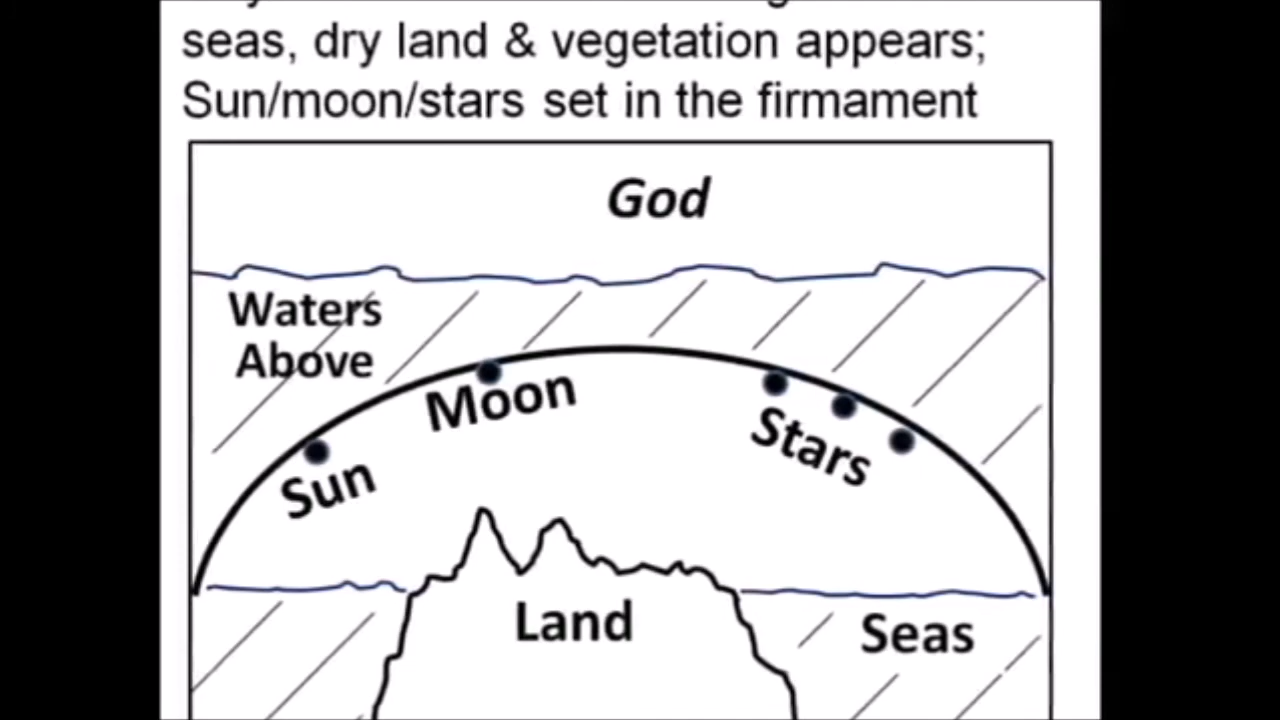 seas, dry land & vegetation appears;
Sun/moon/stars set in the firmament
God
Waters
Above
Moon
Stars
Sun
Land
Seas